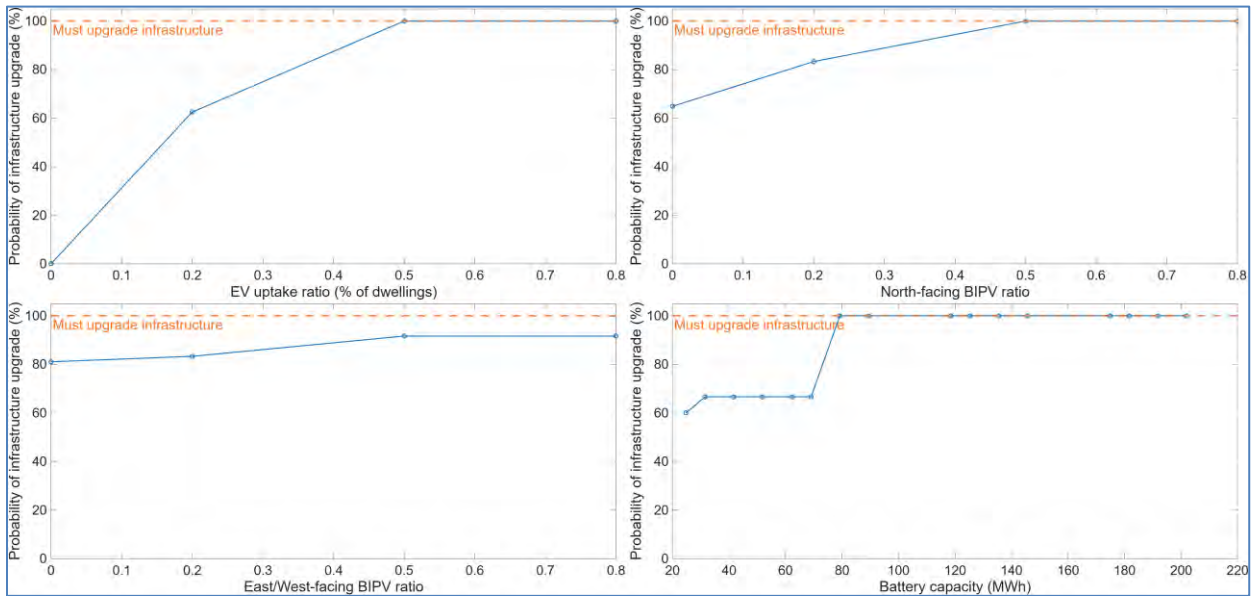 Probability of infrastructure upgrade (%)
100
80
60
40
20
0
Must upgrade infrastructure
0 0.1 0.2 0.3 0.4 0.5 0.6 0.7 0.8
EV uptake ratio (% of dwellings)
Probability of infrastructure upgrade (%)
100
80
60
40
20
0
Must upgrade infrastructure
0 0.1 0.2 0.3 0.4 0.5 0.6 0.7 0.8
North-facing BIPV ratio
Probability of infrastructure upgrade (%)
100
80
60
40
20
0
Must upgrade infrastructure
0 0.1 0.2 0.3 0.4 0.5 0.6 0.7 0.8
East/West-facing BIPV ratio
Probability of infrastructure upgrade (%)
100
80
60
40
20
0
Must upgrade infrastructure
20 40 60 80 100 120 140 160 180 200 220
Battery capacity (MWh)